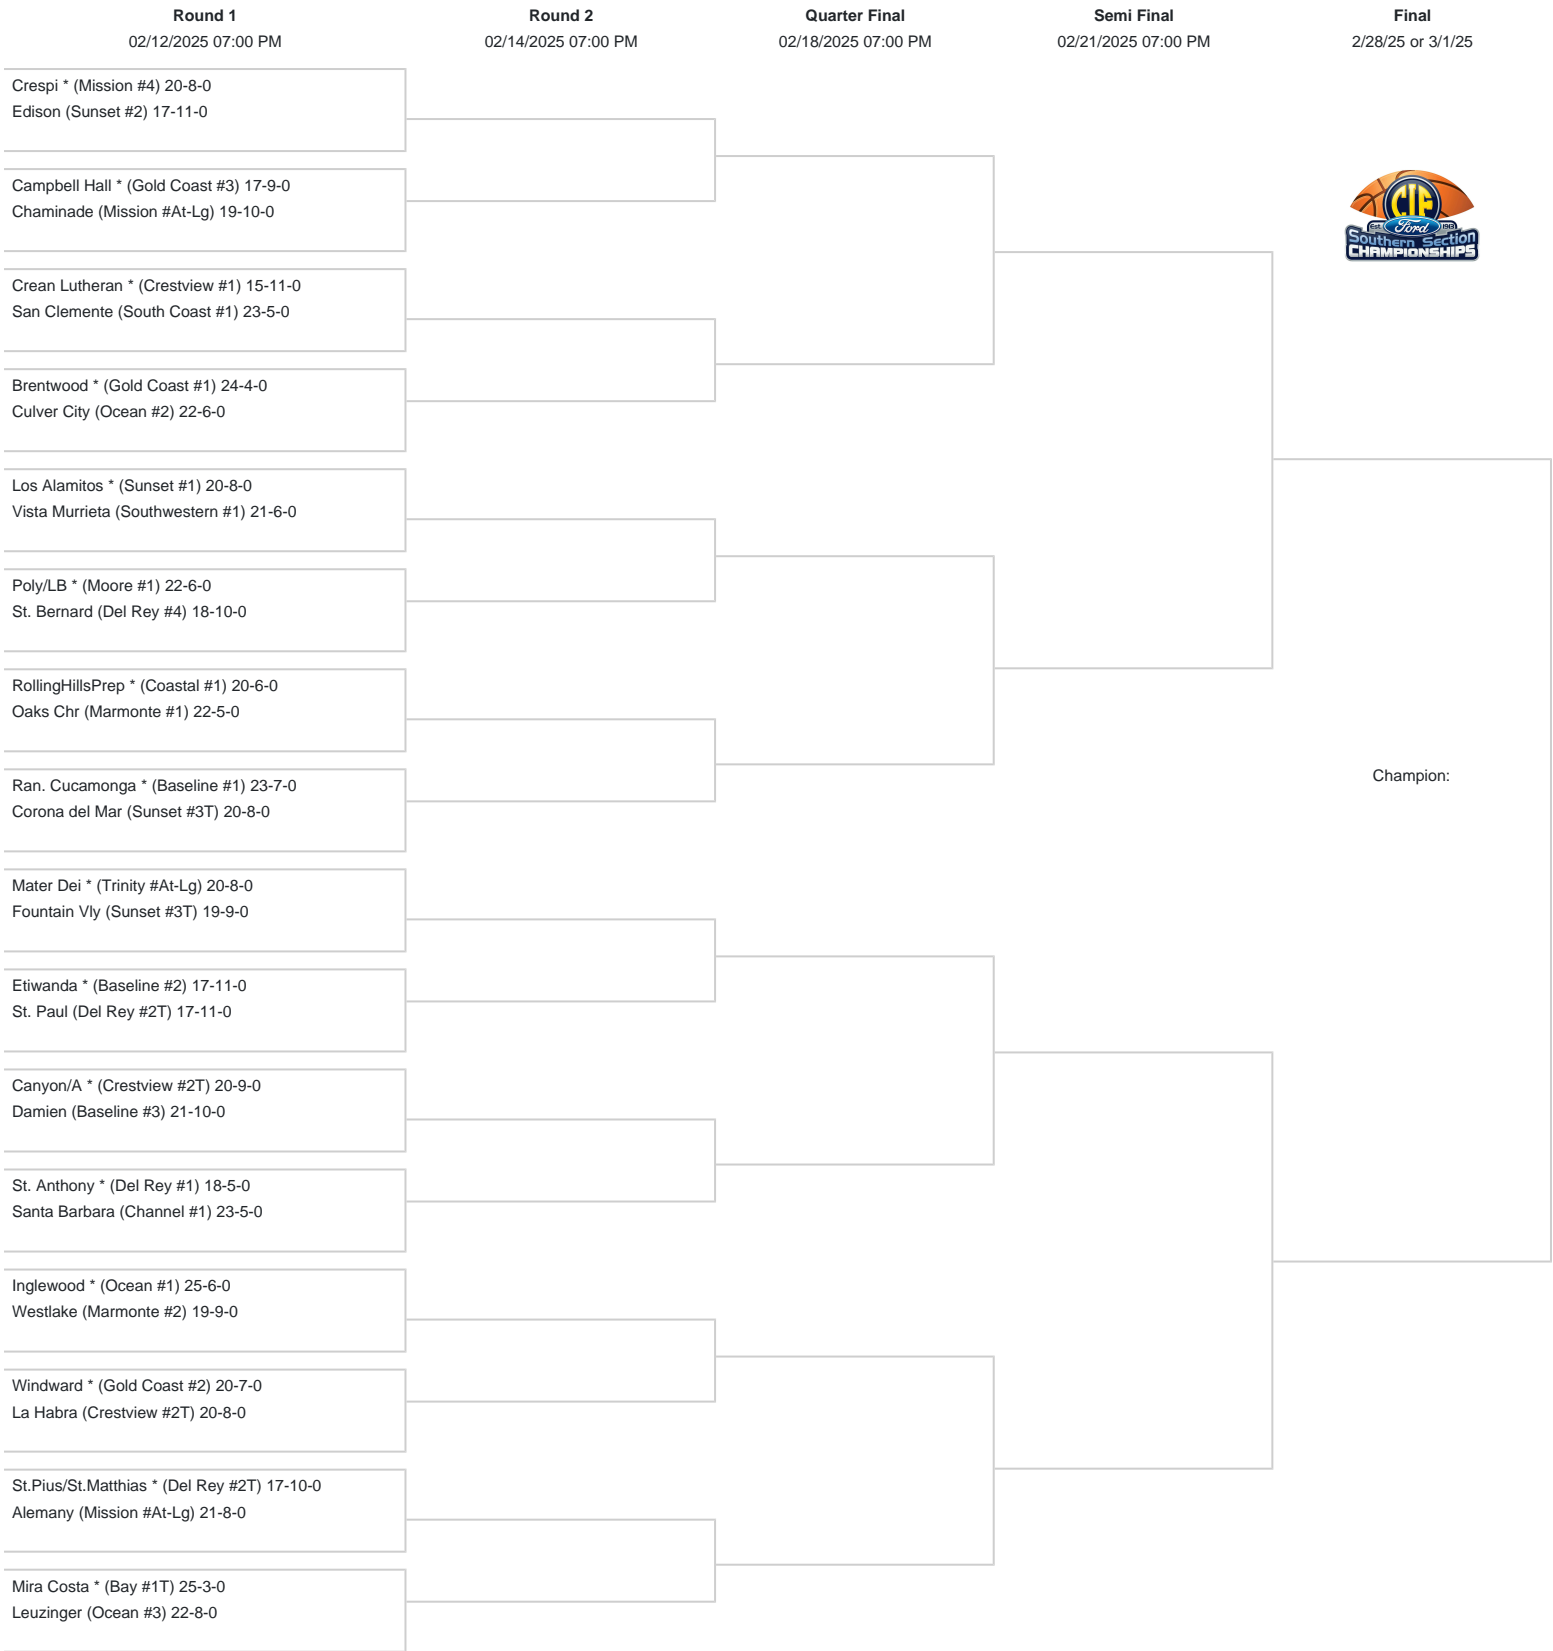 Round 1
Round 2
Quarter Final
Semi Final
Final
02/12/2025 07:00 PM
02/14/2025 07:00 PM
02/18/2025 07:00 PM
02/21/2025 07:00 PM
2/28/25 or 3/1/25
Crespi * (Mission #4) 20-8-0
Edison (Sunset #2) 17-11-0
Campbell Hall * (Gold Coast #3) 17-9-0
Chaminade (Mission #At-Lg) 19-10-0
CIF
Est. Ford 1913
Southern Section
CHAMPIONSHIPS
Crean Lutheran * (Crestview #1) 15-11-0
San Clemente (South Coast #1) 23-5-0
Brentwood * (Gold Coast #1) 24-4-0
Culver City (Ocean #2) 22-6-0
Los Alamitos * (Sunset #1) 20-8-0
Vista Murrieta (Southwestern #1) 21-6-0
Poly/LB * (Moore #1) 22-6-0
St. Bernard (Del Rey #4) 18-10-0
RollingHillsPrep * (Coastal #1) 20-6-0
Oaks Chr (Marmonte #1) 22-5-0
Ran. Cucamonga * (Baseline #1) 23-7-0
Corona del Mar (Sunset #3T) 20-8-0
Champion:
Mater Dei * (Trinity #At-Lg) 20-8-0
Fountain Vly (Sunset #3T) 19-9-0
Etiwanda * (Baseline #2) 17-11-0
St. Paul (Del Rey #2T) 17-11-0
Canyon/A * (Crestview #2T) 20-9-0
Damien (Baseline #3) 21-10-0
St. Anthony * (Del Rey #1) 18-5-0
Santa Barbara (Channel #1) 23-5-0
Inglewood * (Ocean #1) 25-6-0
Westlake (Marmonte #2) 19-9-0
Windward * (Gold Coast #2) 20-7-0
La Habra (Crestview #2T) 20-8-0
St.Pius/St.Matthias * (Del Rey #2T) 17-10-0
Alemany (Mission #At-Lg) 21-8-0
Mira Costa * (Bay #1T) 25-3-0
Leuzinger (Ocean #3) 22-8-0